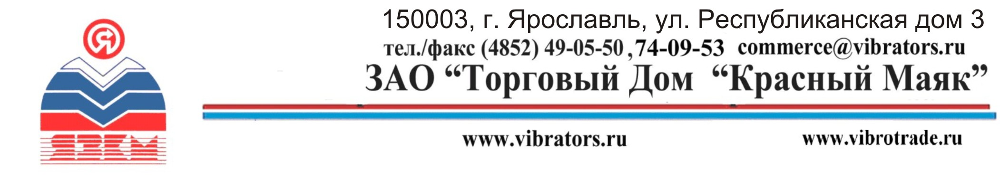 150003, г. Ярославль, ул. Республиканская дом 3
тел./факс (4852) 49-05-50 , 74-09-53 commerce@vibrators.ru
ЗАО “Торговый Дом “Красный Маяк”
www.vibrators.ru www.vibrotrade.ru
Я
ЯЗКМ